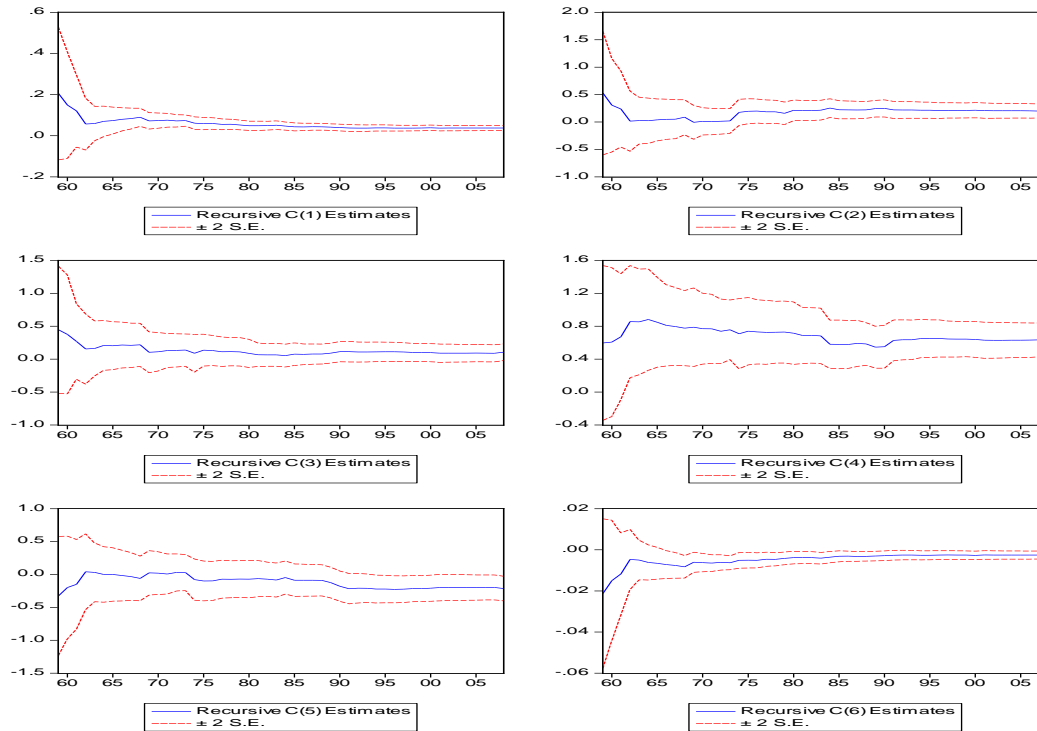 .6
.4
.2
.0
-.2
60 65 70 75 80 85 90 95 00 05
Recursive C(1) Estimates
± 2 S.E.
2.0
1.5
1.0
0.5
0.0
-0.5
-1.0
60 65 70 75 80 85 90 95 00 05
Recursive C(2) Estimates
± 2 S.E.
1.5
1.0
0.5
0.0
-0.5
-1.0
60 65 70 75 80 85 90 95 00 05
Recursive C(3) Estimates
± 2 S.E.
1.6
1.2
0.8
0.4
0.0
-0.4
60 65 70 75 80 85 90 95 00 05
Recursive C(4) Estimates
± 2 S.E.
1.0
0.5
0.0
-0.5
-1.0
-1.5
60 65 70 75 80 85 90 95 00 05
Recursive C(5) Estimates
± 2 S.E.
.02
.00
-.02
-.04
-.06
60 65 70 75 80 85 90 95 00 05
Recursive C(6) Estimates
± 2 S.E.